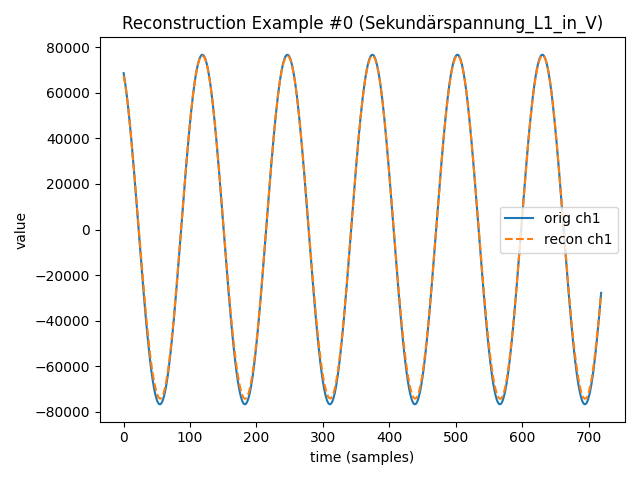 Reconstruction Example #0 (Sekundärspannung_L1_in_V)
80000
60000
40000
20000
0
−20000
−40000
−60000
−80000
value
orig ch1
recon ch1
0 100 200 300 400 500 600 700
time (samples)